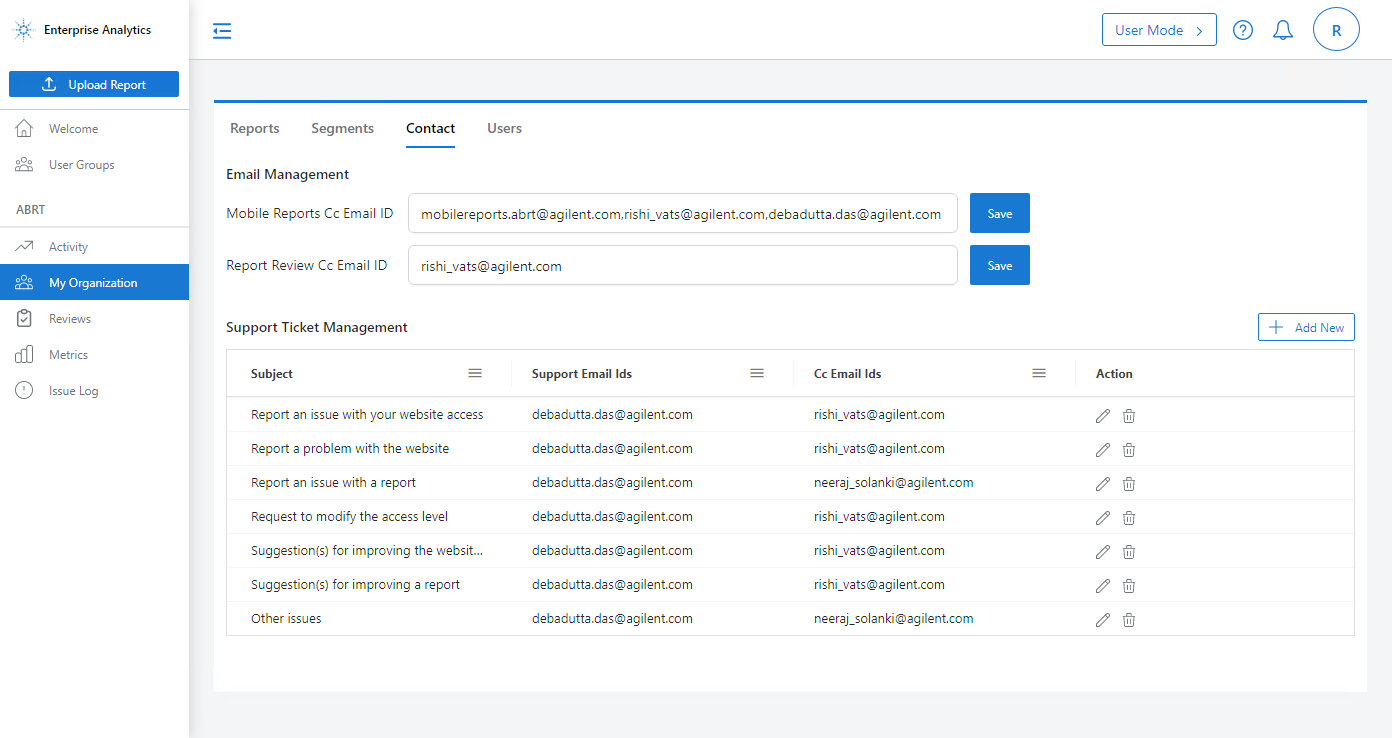 Enterprise Analytics
User Mode
R
Upload Report
Welcome
User Groups
ABRT
Activity
My Organization
Reviews
Metrics
Issue Log
Reports Segments Contact Users
Email Management
Mobile Reports Cc Email ID mobilereports.abrt@agilent.com,rishi_vats@agilent.com,debadutta.das@agilent.com Save
Report Review Cc Email ID rishi_vats@agilent.com Save
Support Ticket Management Add New
Subject Support Email Ids Cc Email Ids Action
Report an issue with your website access debadutta.das@agilent.com rishi_vats@agilent.com
Report a problem with the website debadutta.das@agilent.com rishi_vats@agilent.com
Report an issue with a report debadutta.das@agilent.com neeraj_solanki@agilent.com
Request to modify the access level debadutta.das@agilent.com rishi_vats@agilent.com
Suggestion(s) for improving the websit... debadutta.das@agilent.com rishi_vats@agilent.com
Suggestion(s) for improving a report debadutta.das@agilent.com rishi_vats@agilent.com
Other issues debadutta.das@agilent.com neeraj_solanki@agilent.com